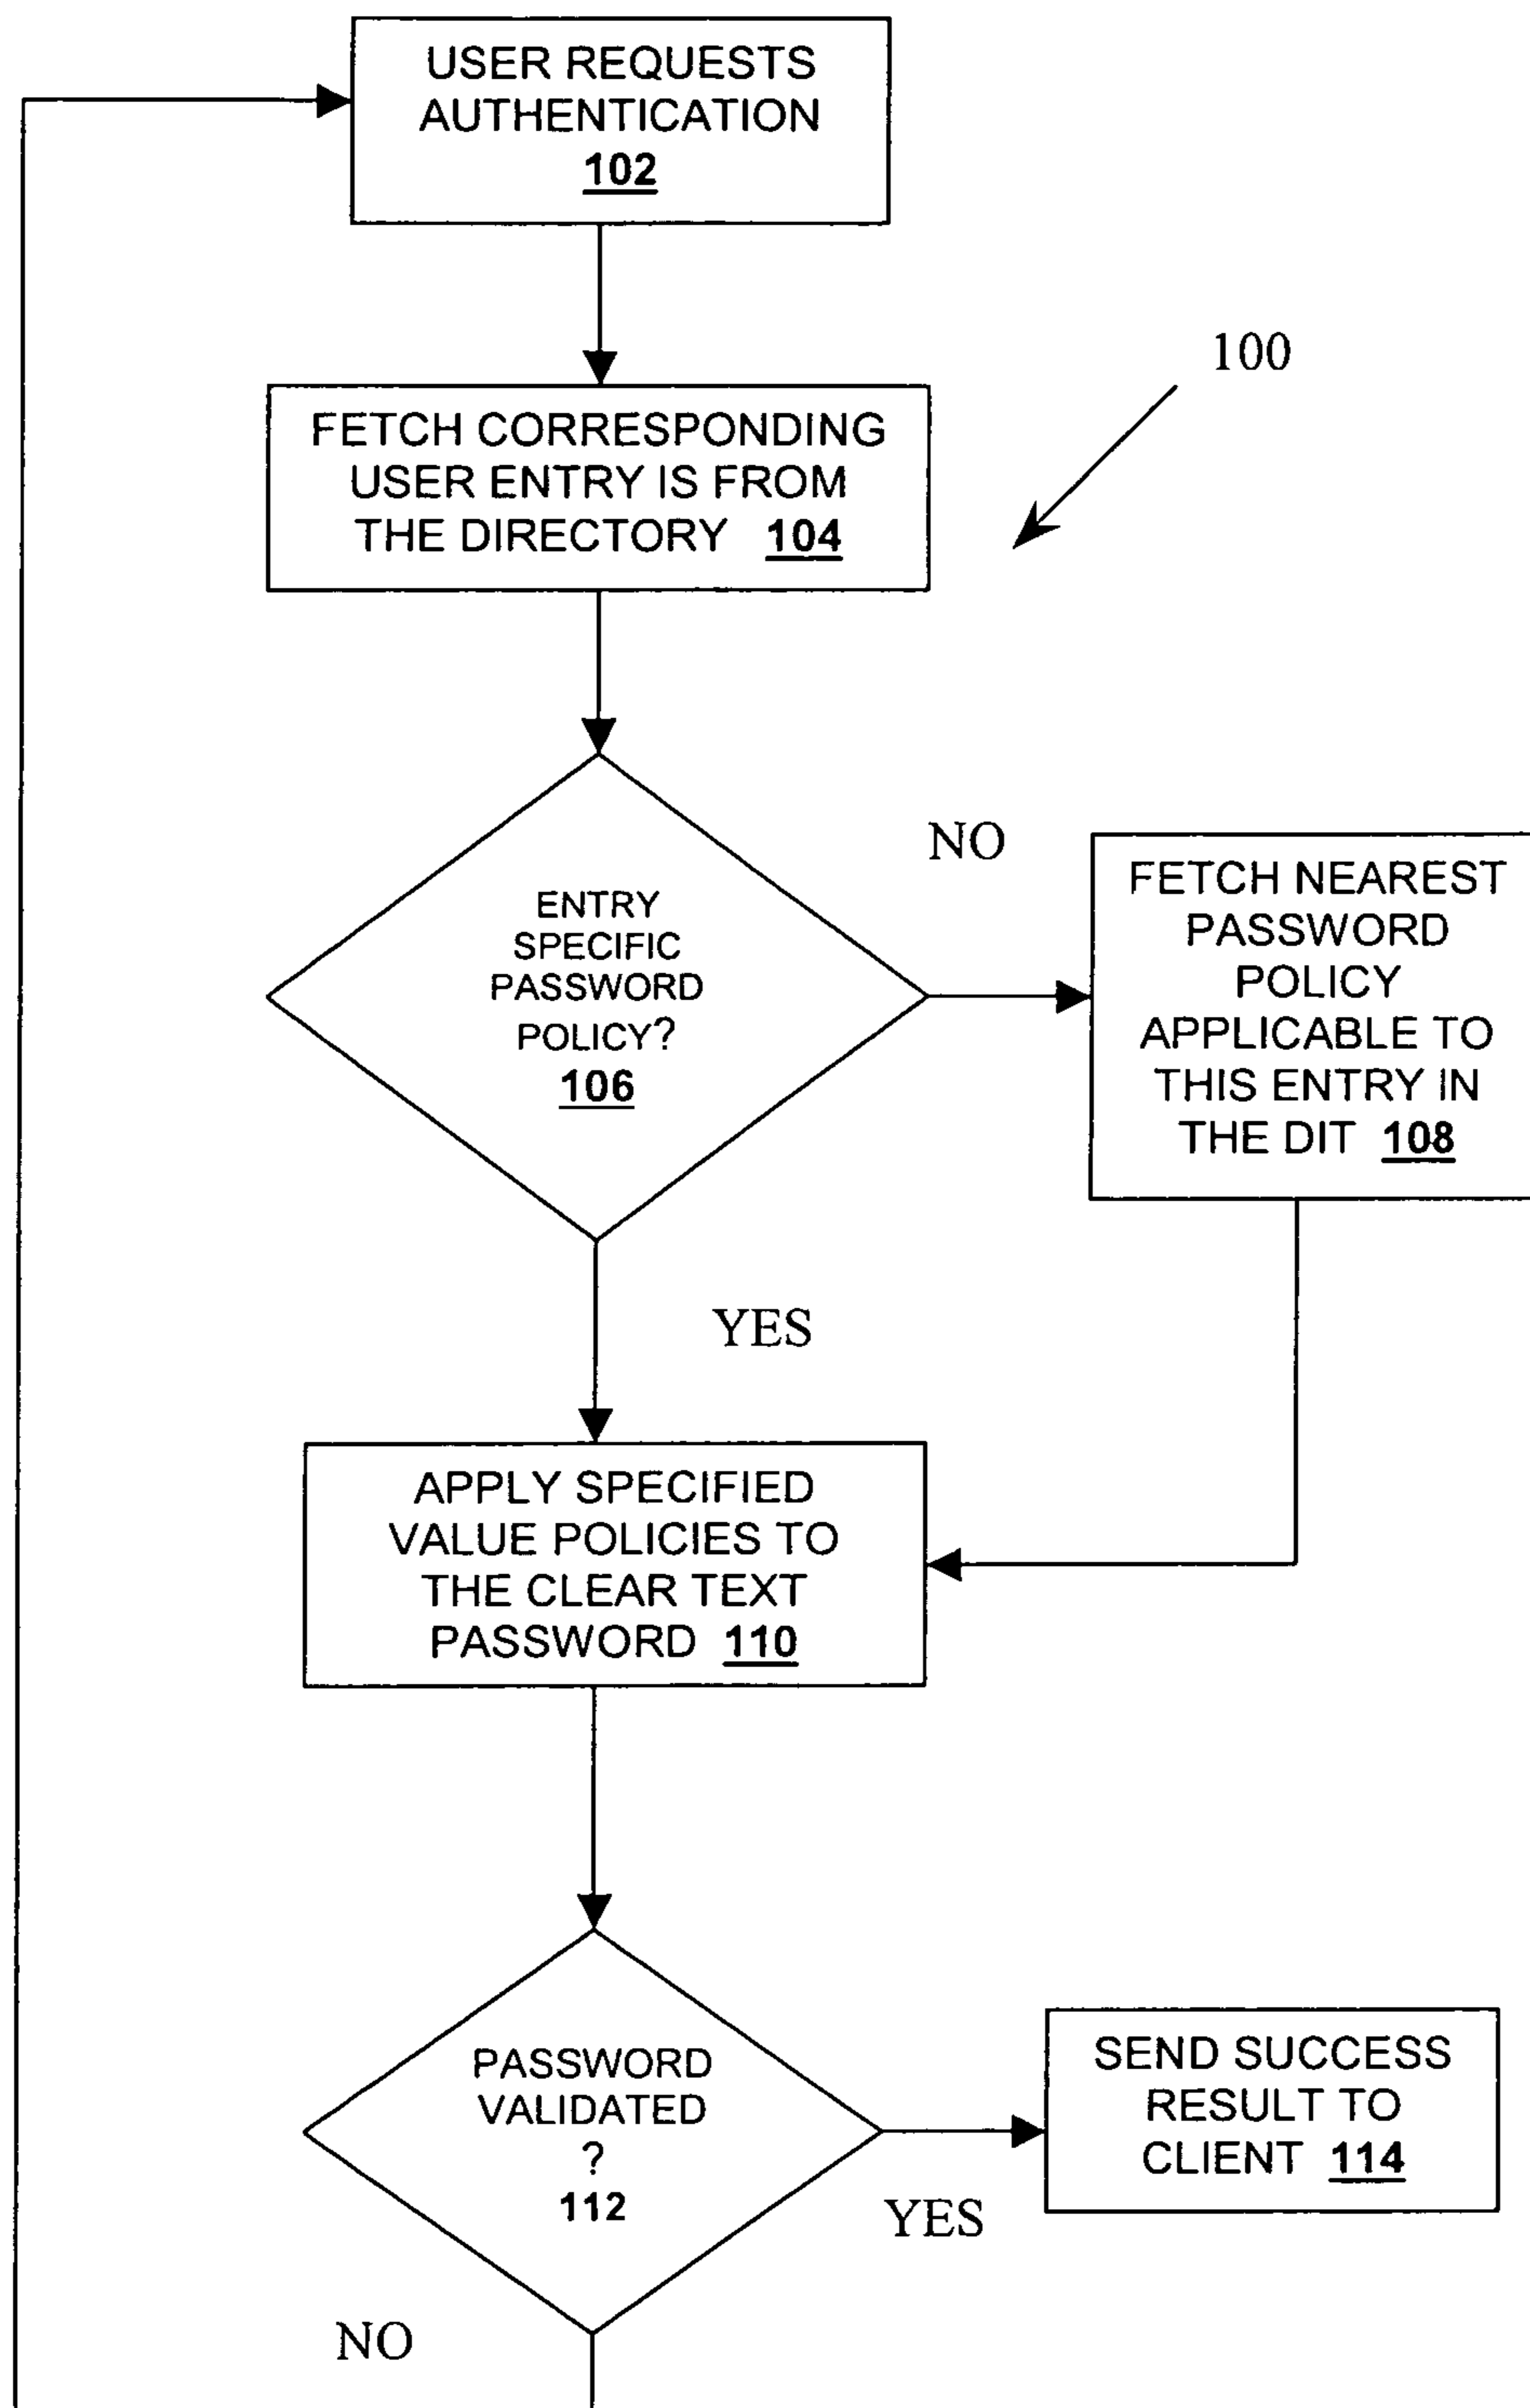 USER REQUESTS
AUTHENTICATION
102
100
FETCH CORRESPONDING
USER ENTRY IS FROM
THE DIRECTORY 104
NO
ENTRY
SPECIFIC
PASSWORD
POLICY?
106
FETCH NEAREST
PASSWORD
POLICY
APPLICABLE TO
THIS ENTRY IN
THE DIT 108
YES
APPLY SPECIFIED
VALUE POLICIES TO
THE CLEAR TEXT
PASSWORD 110
PASSWORD
VALIDATED
?
112
SEND SUCCESS
RESULT TO
CLIENT 114
YES
NO